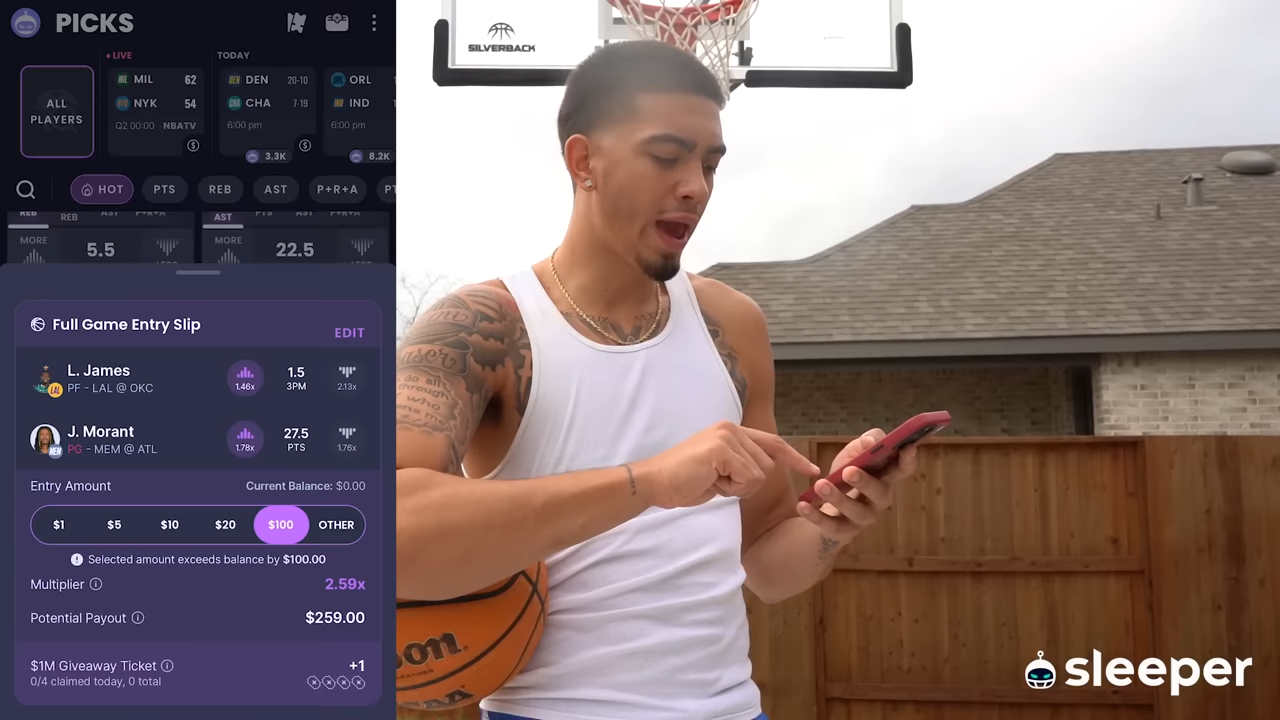 PICKS
LIVE
TODAY
ALL
PLAYERS
MIL 62
NYK 54
Q2 00:00 NBATV
DEN 20-10
CHA 7-19
6:00 pm
3.3K
ORL
IND
6:00 pm
8.2K
HOT
PTS
REB
AST
P+R+A
REB
REB
AST
MORE
5.5
MORE
22.5
Full Game Entry Slip
EDIT
L. James
PF - LAL @ OKC
1.46x
1.5
3PM
2.13x
J. Morant
PG - MEM @ ATL
1.78x
27.5
PTS
1.76x
Entry Amount
Current Balance: $0.00
$1 $5 $10 $20 $100 OTHER
Selected amount exceeds balance by $100.00
Multiplier
2.59x
Potential Payout
$259.00
$1M Giveaway Ticket
+1
0/4 claimed today, 0 total
SILVERBACK
sleeper